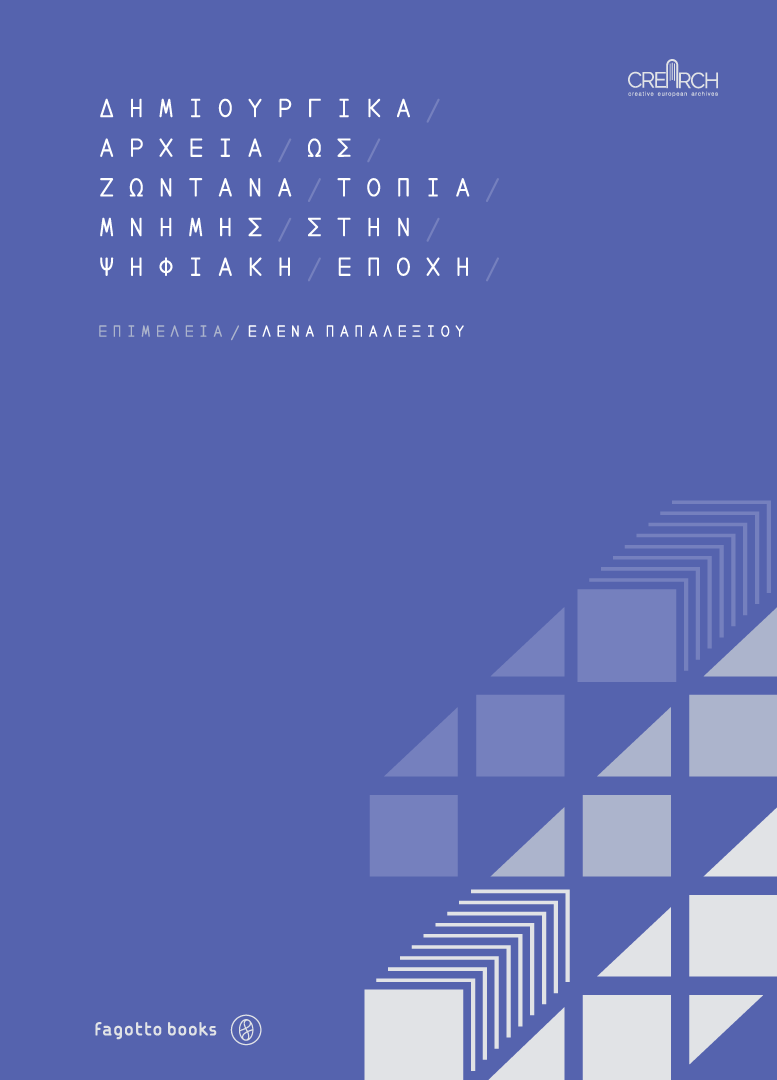 ΔΗΜΙΟΥΡΓΙΚΑ /
ΑΡΧΕΙΑ / ΩΣ /
ΖΩΝΤΑΝΑ / ΤΟΠΙΑ /
ΜΝΗΜΗΣ / ΣΤΗΝ /
ΨΗΦΙΑΚΗ / ΕΠΟΧΗ /
ΕΠΙΜΕΛΕΙΑ / ΕΛΕΝΑ ΠΑΠΑΛΕΞΙΟΥ
CREARCH
creative european archives
fagotto books